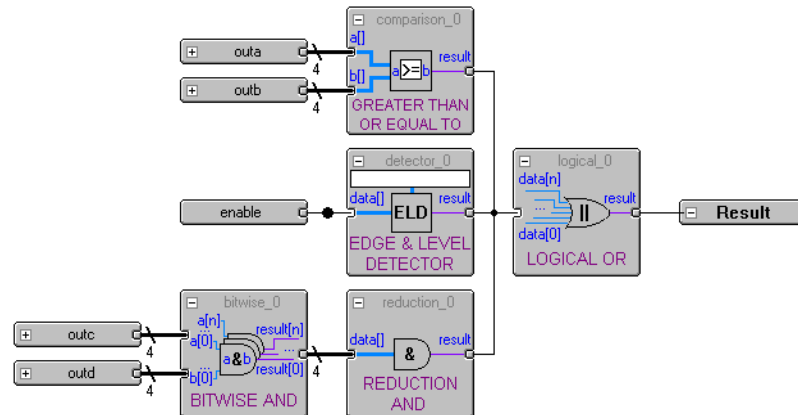 comparison_0
a[]
outa
4
result
a >= b
b[]
outb
4
GREATER THAN
OR EQUAL TO
detector_0
data[]
result
ELD
enable
EDGE & LEVEL
DETECTOR
logical_0
data[n]
...
result
||
data[0]
LOGICAL OR
Result
bitwise_0
a[n]
...
result[n]
outc
4
a[0]
a & b
...
outd
4
b[0]
result[0]
4
BITWISE AND
reduction_0
data[]
result
&
REDUCTION
AND